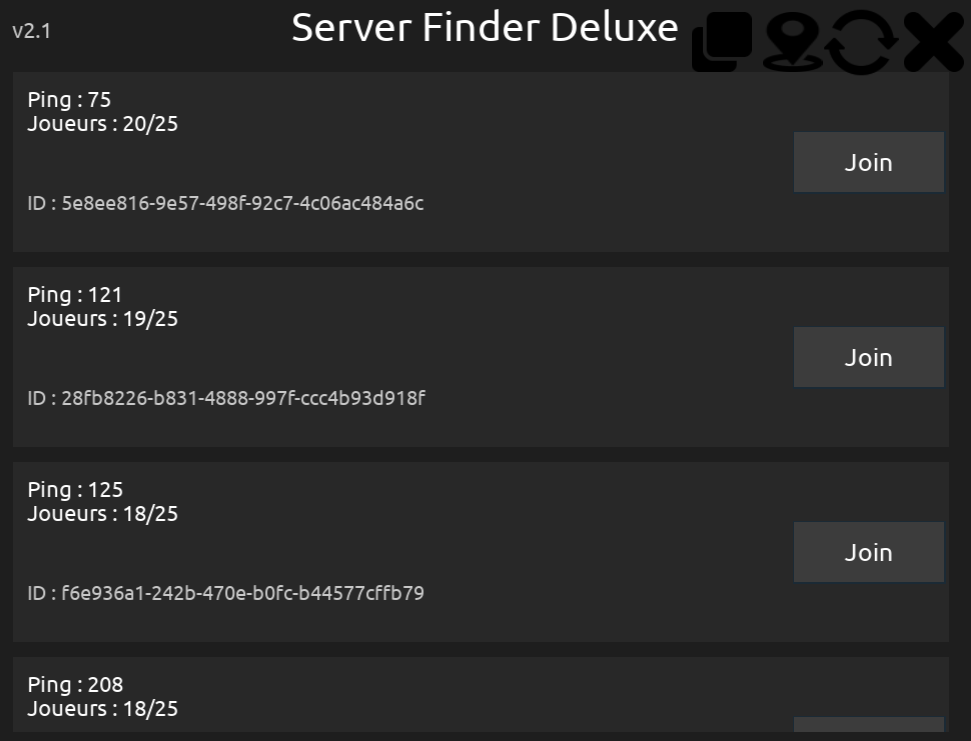 v2.1
Server Finder Deluxe
Ping : 75
Joueurs : 20/25
Join
ID : 5e8ee816-9e57-498f-92c7-4c06ac484a6c
Ping : 121
Joueurs : 19/25
Join
ID : 28fb8226-b831-4888-997f-ccc4b93d918f
Ping : 125
Joueurs : 18/25
Join
ID : f6e936a1-242b-470e-b0fc-b44577cffb79
Ping : 208
Joueurs : 18/25